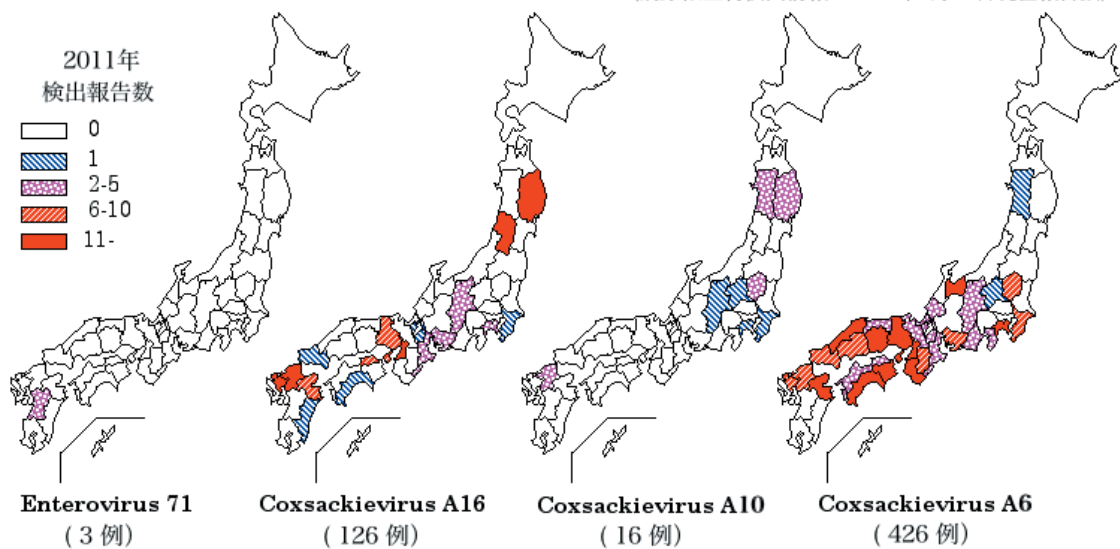 2011年
検出報告数
0
1
2-5
6-10
11-
Enterovirus 71
Coxsackievirus A16
Coxsackievirus A10
Coxsackievirus A6
( 3 例)
( 126 例)
( 16 例)
( 426 例)